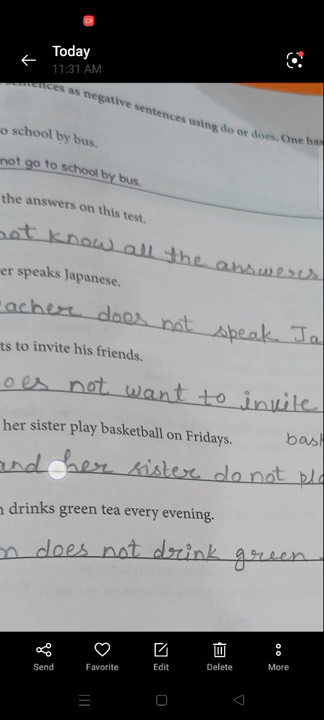 Today
11:31 AM
sentences as negative sentences using do or does. One has
o school by bus.
not go to school by bus.
the answers on this test.
not know all the answeres
er speaks Japanese.
eacher does not speak Ja
ts to invite his friends.
oes not want to invite
her sister play basketball on Fridays.
bask
and her sister do not pla
n drinks green tea every evening.
m does not drink green
Send Favorite Edit Delete More